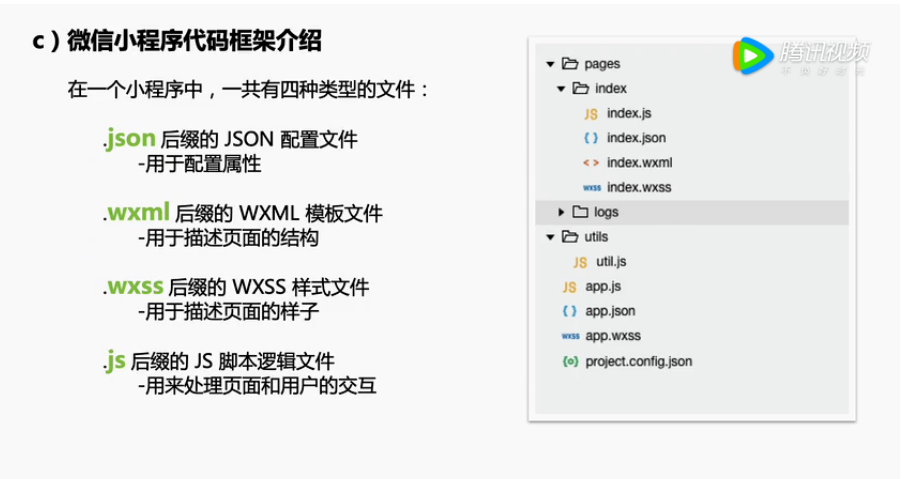 c）微信小程序代码框架介绍
在一个小程序中，一共有四种类型的文件：
.json 后缀的 JSON 配置文件
-用于配置属性
.wxml 后缀的 WXML 模板文件
-用于描述页面的结构
.wxss 后缀的 WXSS 样式文件
-用于描述页面的样子
.js 后缀的 JS 脚本逻辑文件
-用来处理页面和用户的交互
腾讯视频
不负好时光
pages
index
JS index.js
{ } index.json
< > index.wxml
wxss index.wxss
logs
utils
JS util.js
JS app.js
{ } app.json
wxss app.wxss
{o} project.config.json